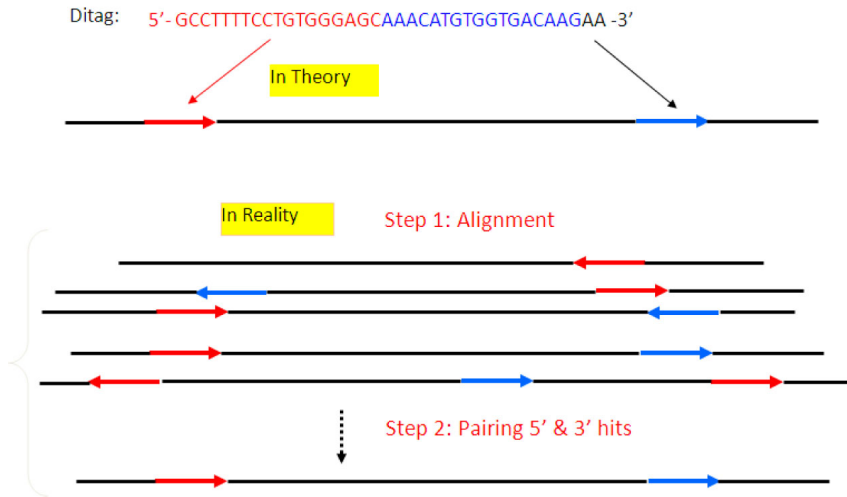 Ditag: 5'- GCCTTTTCCTGTGGGAGCAAACATGTGGTGACAAGAA -3'
In Theory
In Reality Step 1: Alignment
Step 2: Pairing 5' & 3' hits